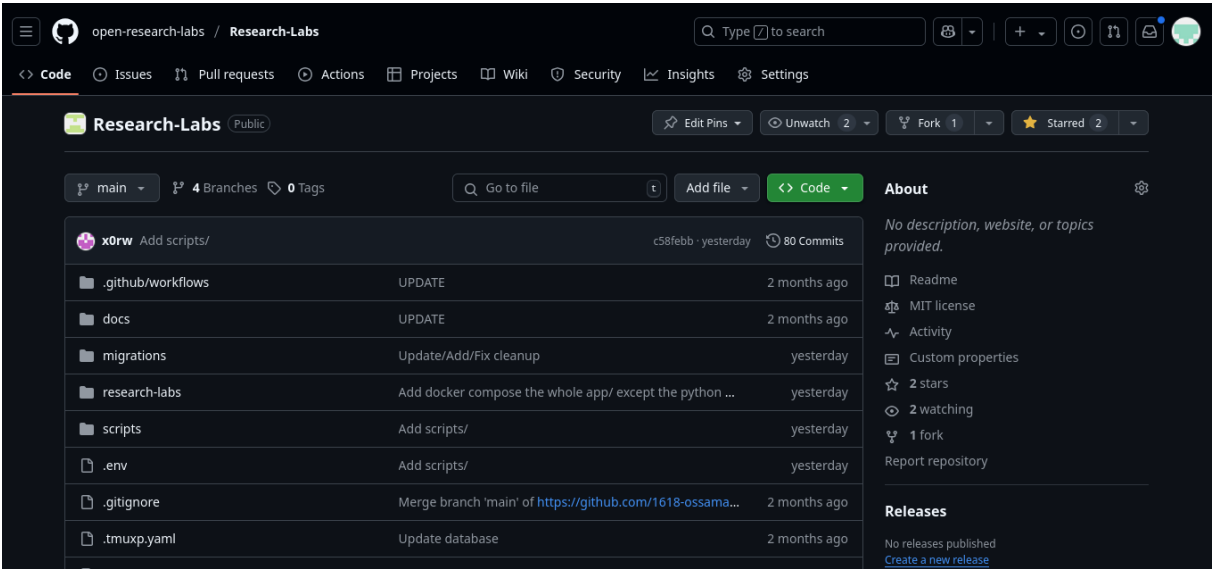 open-research-labs / Research-Labs
Type / to search
Code Issues Pull requests Actions Projects Wiki Security Insights Settings
Research-Labs Public
Edit Pins Unwatch 2 Fork 1 Starred 2
main 4 Branches 0 Tags Go to file t Add file Code
x0rw Add scripts/ c58febb · yesterday 80 Commits
.github/workflows UPDATE 2 months ago
docs UPDATE 2 months ago
migrations Update/Add/Fix cleanup yesterday
research-labs Add docker compose the whole app/ except the python ... yesterday
scripts Add scripts/ yesterday
.env Add scripts/ yesterday
.gitignore Merge branch 'main' of https://github.com/1618-ossama... 2 months ago
.tmuxp.yaml Update database 2 months ago
About
No description, website, or topics
provided.
Readme
MIT license
Activity
Custom properties
2 stars
2 watching
1 fork
Report repository
Releases
No releases published
Create a new release